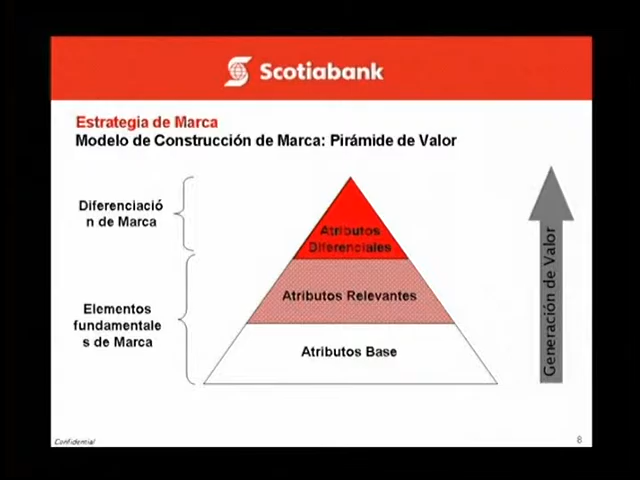 Scotiabank
Estrategia de Marca
Modelo de Construcción de Marca: Pirámide de Valor
Diferenciació
n de Marca
Atributos
Diferenciales
Elementos
fundamentale
s de Marca
Atributos Relevantes
Atributos Base
Generación de Valor
Confidential
8